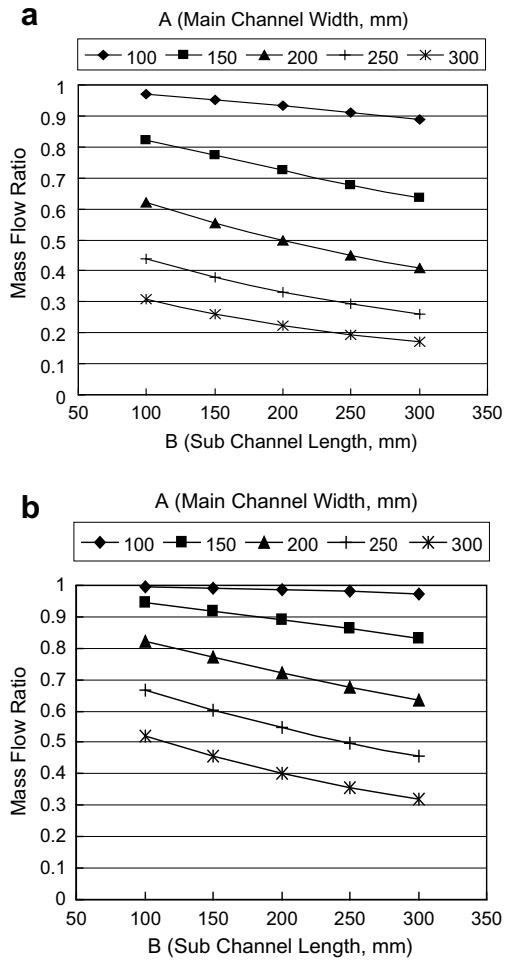 a
A (Main Channel Width, mm)
100 150 200 250 300
1
0.9
0.8
0.7
0.6
0.5
0.4
0.3
0.2
0.1
0
Mass Flow Ratio
50 100 150 200 250 300 350
B (Sub Channel Length, mm)
b
A (Main Channel Width, mm)
100 150 200 250 300
1
0.9
0.8
0.7
0.6
0.5
0.4
0.3
0.2
0.1
0
Mass Flow Ratio
50 100 150 200 250 300 350
B (Sub Channel Length, mm)